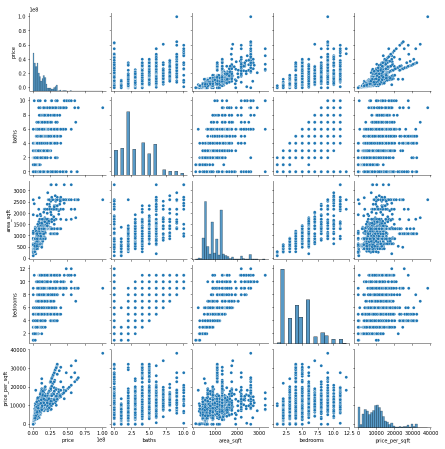 1e8
1.0
0.8
0.6
0.4
0.2
0.0
price
10
8
6
4
2
0
baths
3000
2500
2000
1500
1000
500
0
area_sqft
12
10
8
6
4
2
bedrooms
40000
30000
20000
10000
0
price_per_sqft
0.00 0.25 0.50 0.75 1.00
1e8
price
0.0 2.5 5.0 7.5 10.0
baths
1000 2000 3000
area_sqft
2.5 5.0 7.5 10.0 12.5
bedrooms
0 10000 20000 30000 40000
price_per_sqft